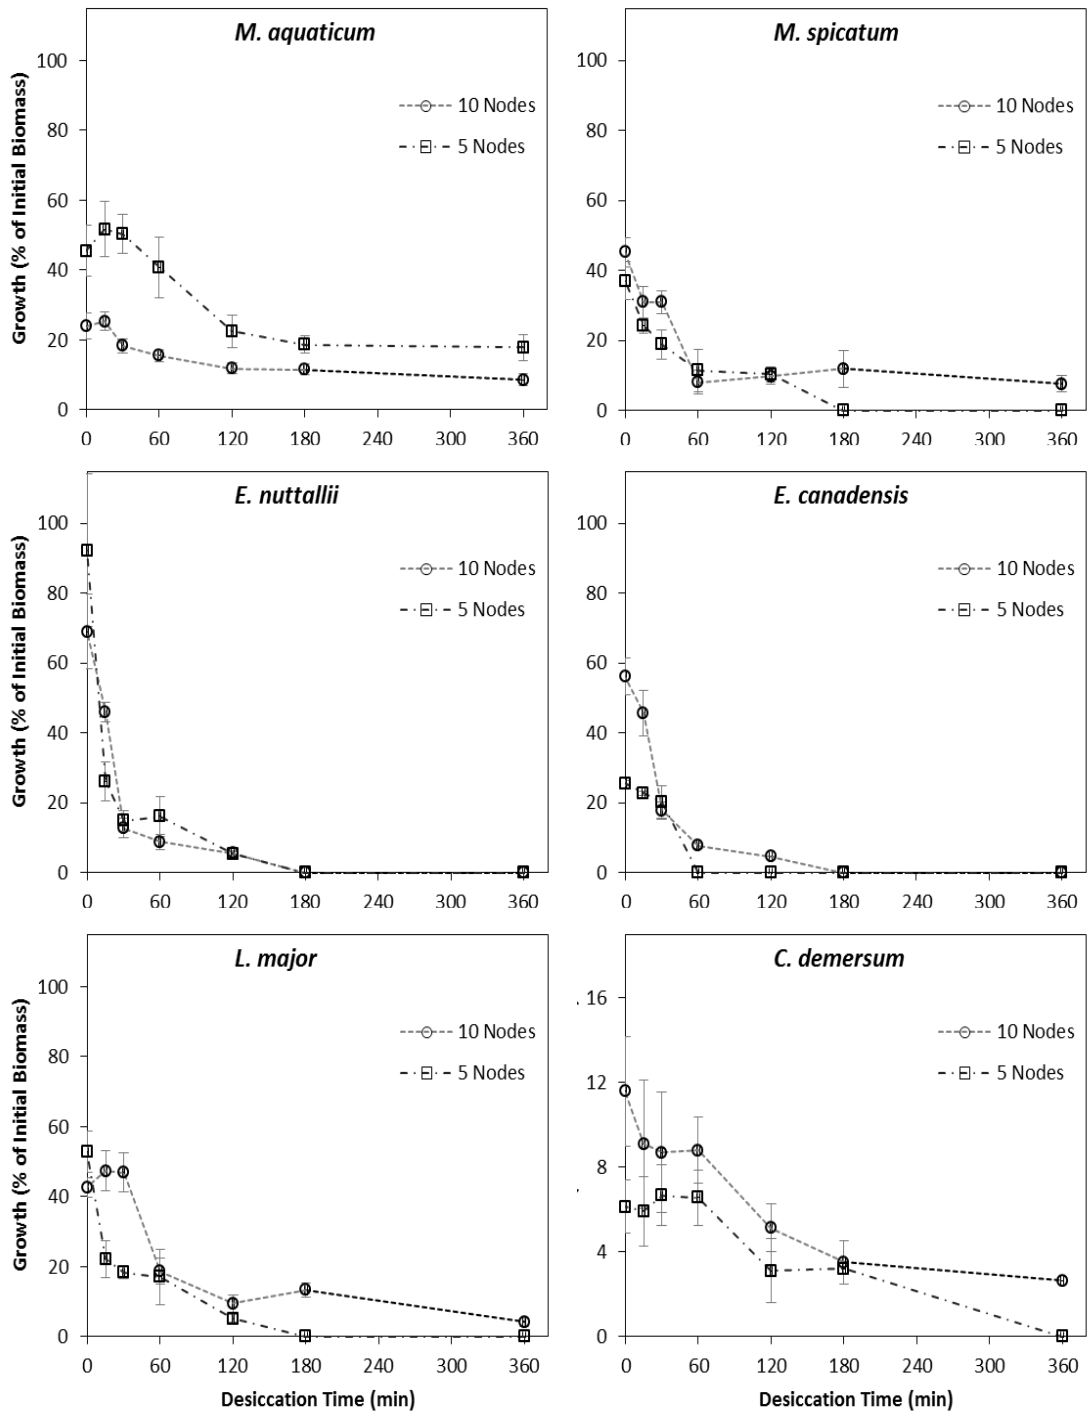 M. aquaticum
Growth (% of Initial Biomass)
100
80
60
40
20
0
10 Nodes
5 Nodes
0 60 120 180 240 300 360
M. spicatum
100
80
60
40
20
0
10 Nodes
5 Nodes
0 60 120 180 240 300 360
E. nuttallii
Growth (% of Initial Biomass)
100
80
60
40
20
0
10 Nodes
5 Nodes
0 60 120 180 240 300 360
E. canadensis
100
80
60
40
20
0
10 Nodes
5 Nodes
0 60 120 180 240 300 360
L. major
Growth (% of Initial Biomass)
100
80
60
40
20
0
10 Nodes
5 Nodes
0 60 120 180 240 300 360
Desiccation Time (min)
C. demersum
16
12
8
4
0
10 Nodes
5 Nodes
0 60 120 180 240 300 360
Desiccation Time (min)